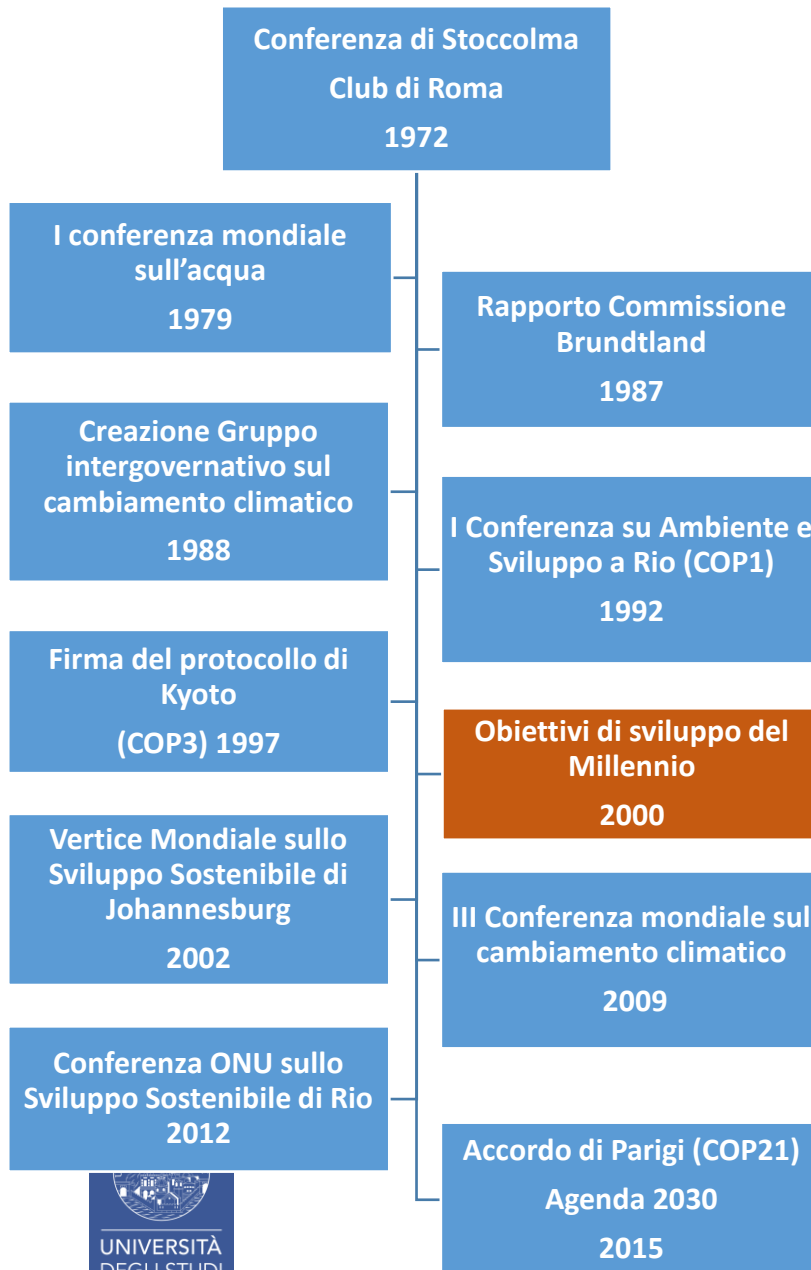 Conferenza di Stoccolma
Club di Roma
1972
I conferenza mondiale
sull’acqua
1979
Rapporto Commissione
Brundtland
1987
Creazione Gruppo
intergovernativo sul
cambiamento climatico
1988
I Conferenza su Ambiente e
Sviluppo a Rio (COP1)
1992
Firma del protocollo di
Kyoto
(COP3) 1997
Obiettivi di sviluppo del
Millennio
2000
Vertice Mondiale sullo
Sviluppo Sostenibile di
Johannesburg
2002
III Conferenza mondiale sul
cambiamento climatico
2009
Conferenza ONU sullo
Sviluppo Sostenibile di Rio
2012
Accordo di Parigi (COP21)
Agenda 2030
2015
UNIVERSITÀ
DEGLI STUDI